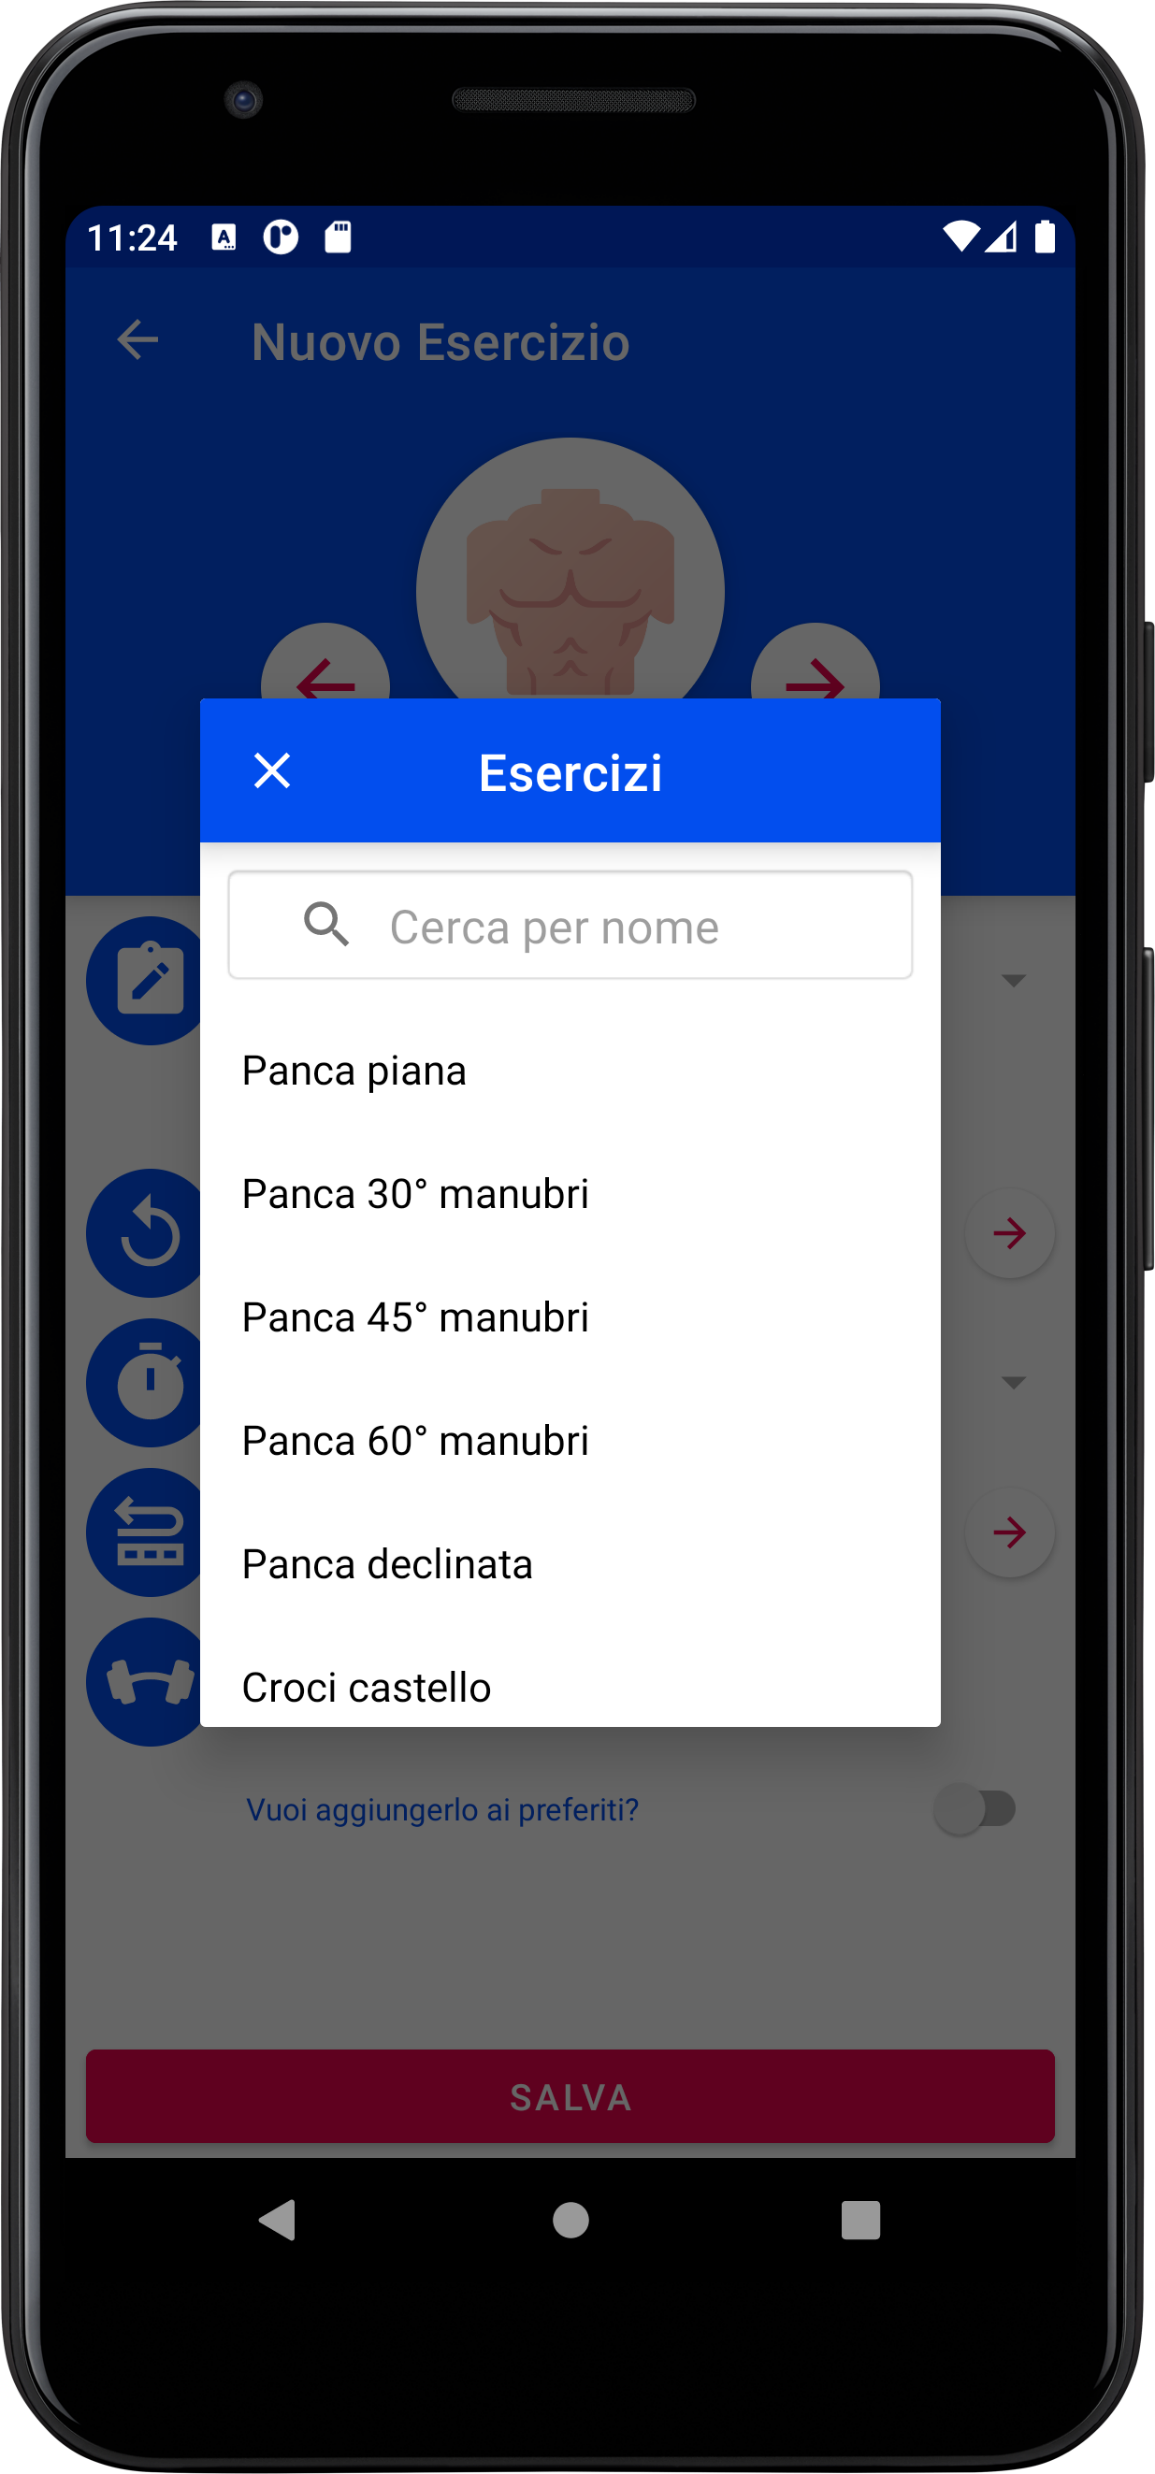 11:24
Nuovo Esercizio
Esercizi
Cerca per nome
Panca piana
Panca 30° manubri
Panca 45° manubri
Panca 60° manubri
Panca declinata
Croci castello
Vuoi aggiungerlo ai preferiti?
SALVA